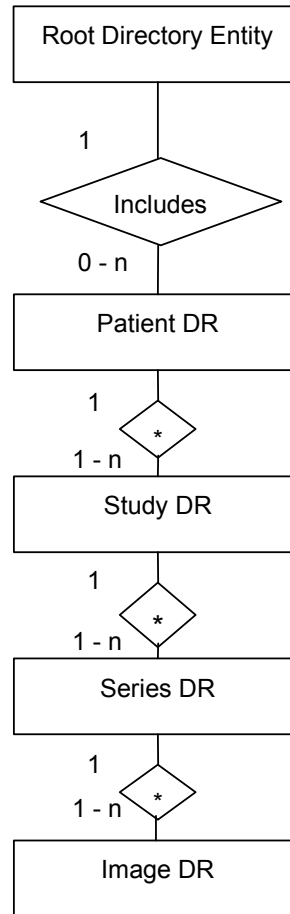 Root Directory Entity
1
Includes
0 - n
Patient DR
1
*
1 - n
Study DR
1
*
1 - n
Series DR
1
*
1 - n
Image DR